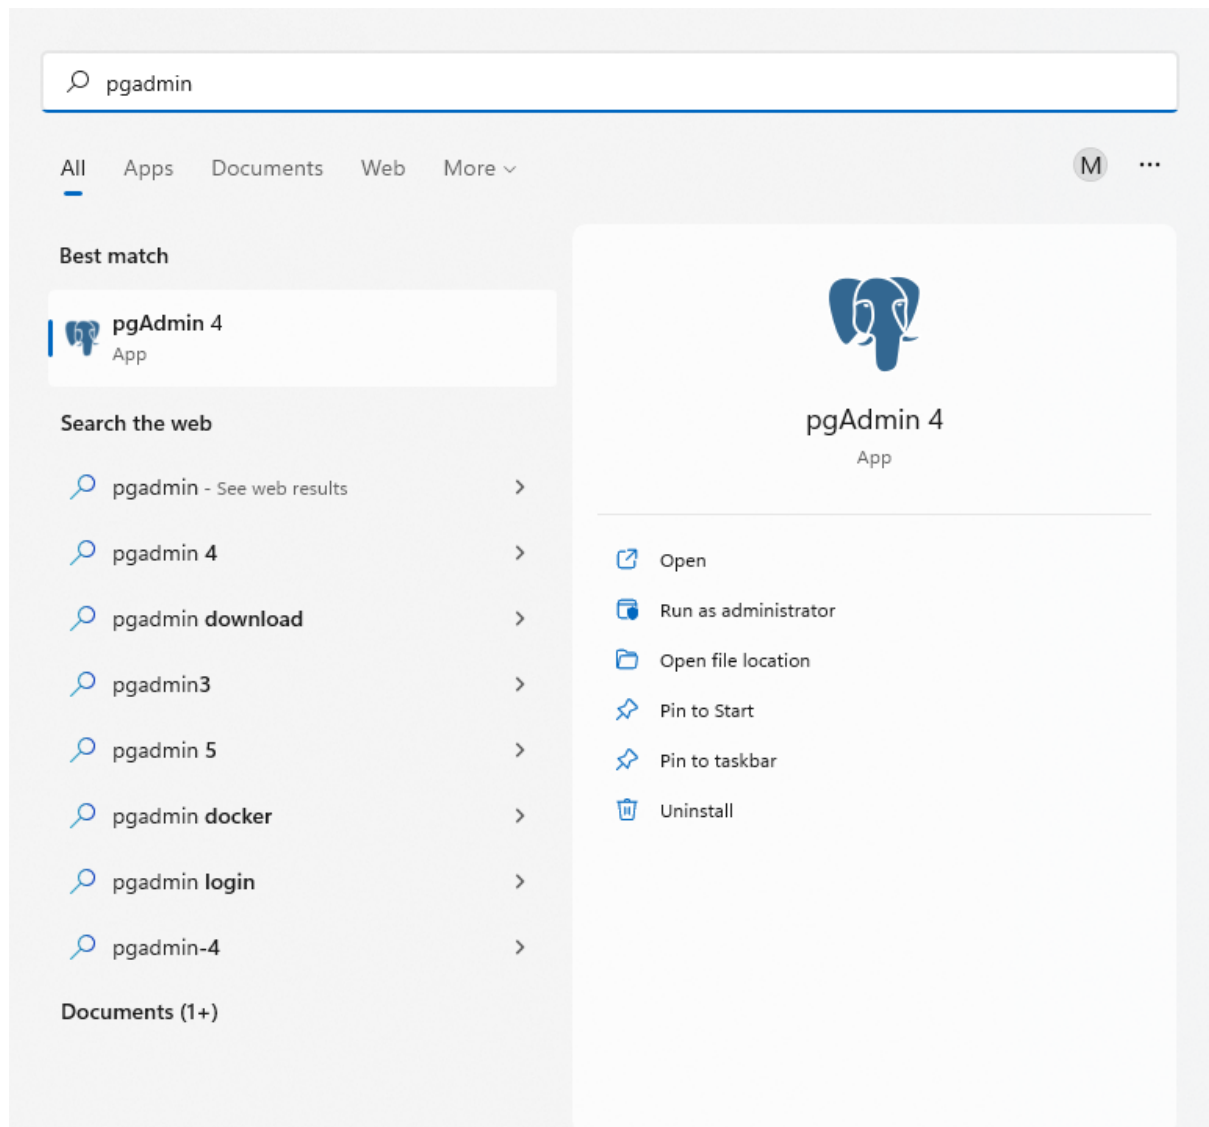 pgadmin
All Apps Documents Web More
M ...
Best match
pgAdmin 4
App
Search the web
pgadmin - See web results
pgadmin 4
pgadmin download
pgadmin3
pgadmin 5
pgadmin docker
pgadmin login
pgadmin-4
Documents (1+)
pgAdmin 4
App
Open
Run as administrator
Open file location
Pin to Start
Pin to taskbar
Uninstall